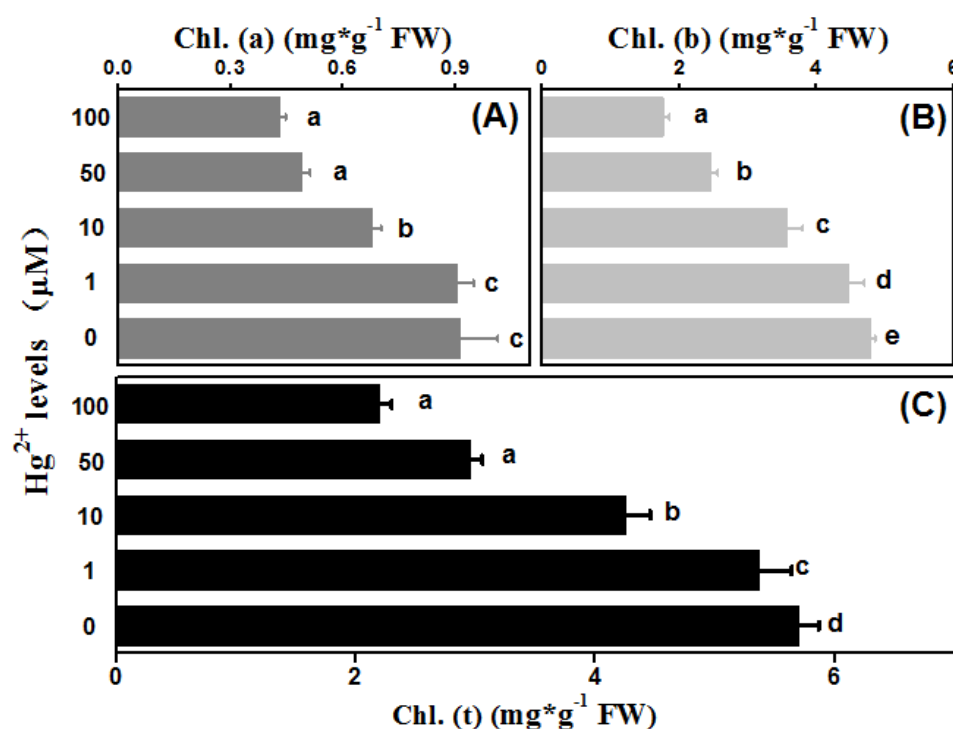 Chl. (a) (mg*g-1 FW) Chl. (b) (mg*g-1 FW)
0.0 0.3 0.6 0.9 0 2 4 6
(A) (B)
100 a a
50 a b
10 b c
1 c d
0 c e
Hg2+ levels (μM)
(C)
100 a
50 a
10 b
1 c
0 d
0 2 4 6
Chl. (t) (mg*g-1 FW)